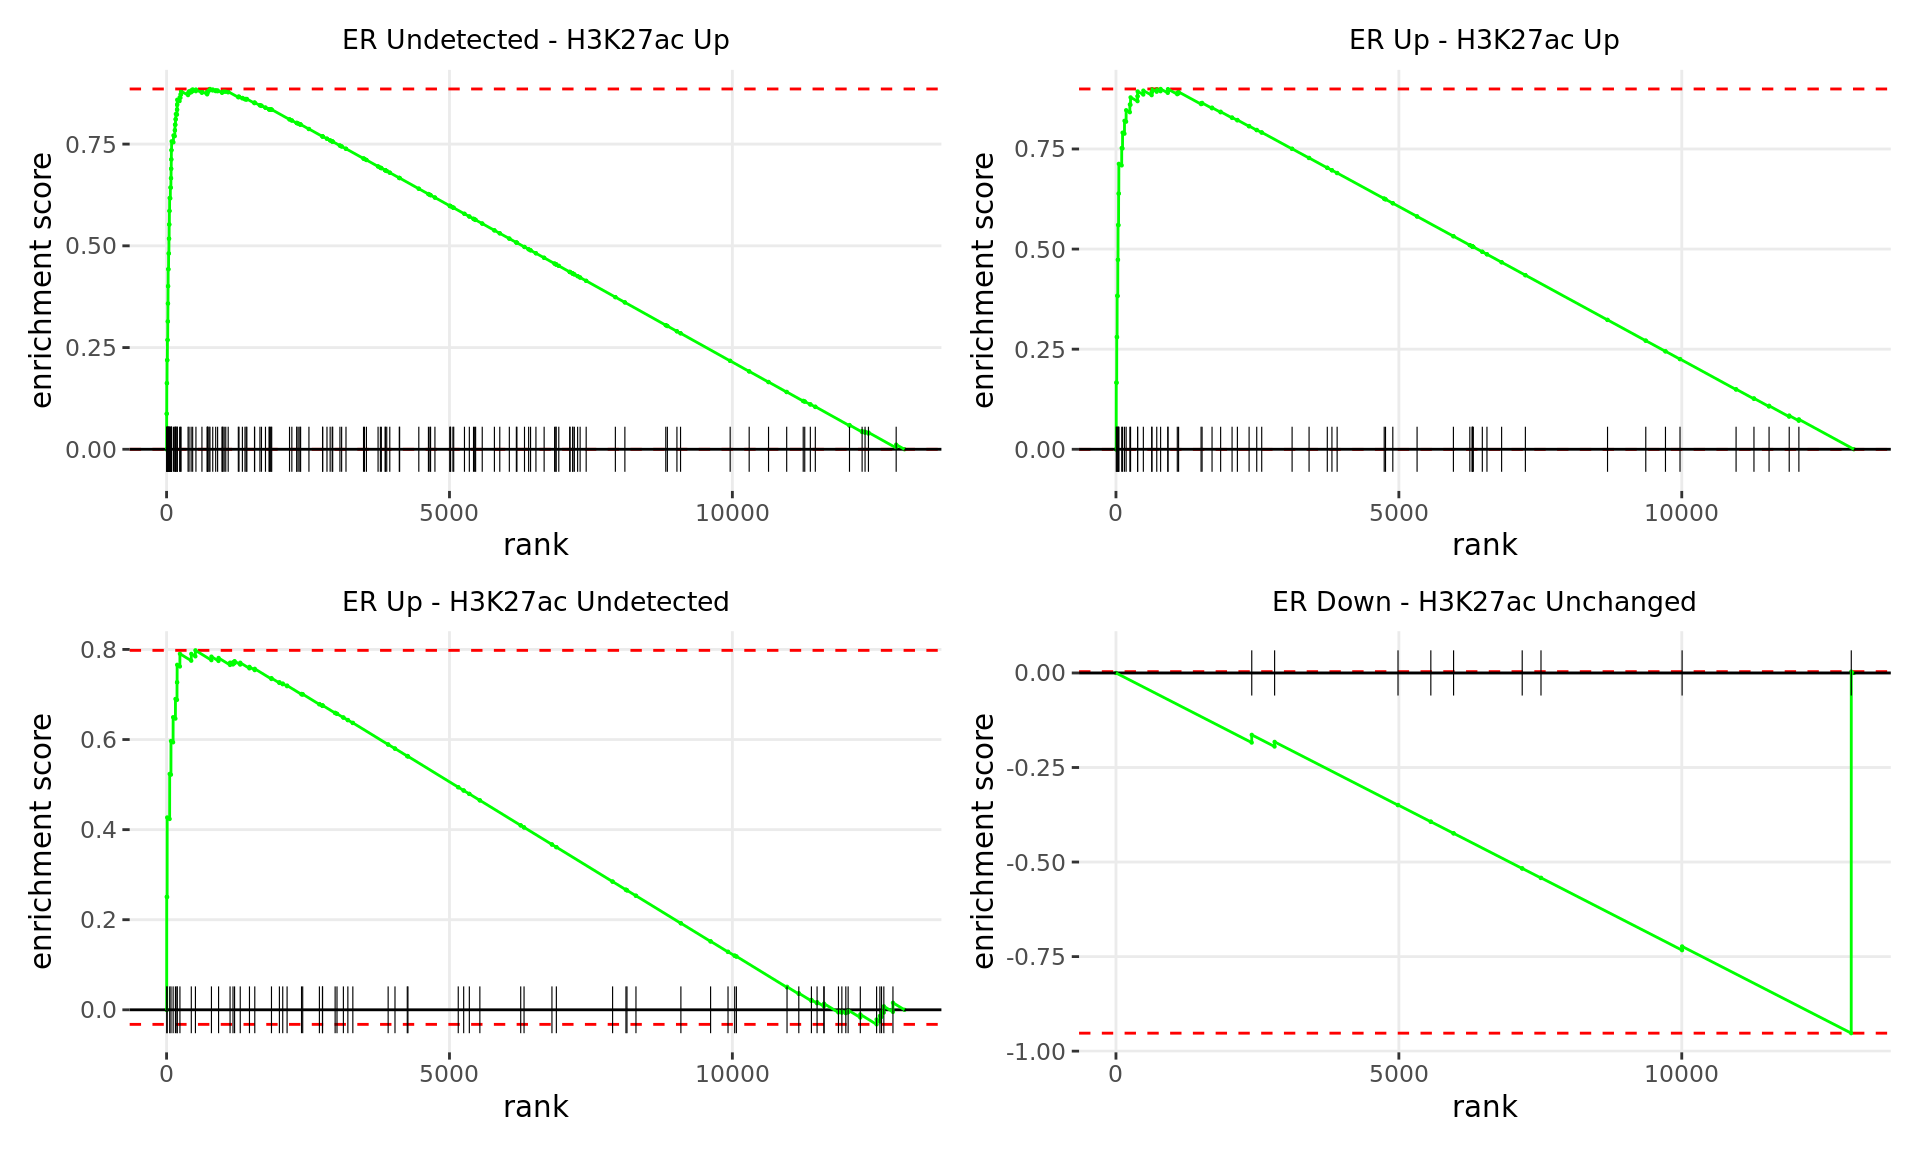 ER Undetected - H3K27ac Up
enrichment score
0.75
0.50
0.25
0.00
0 5000 10000
rank
ER Up - H3K27ac Up
enrichment score
0.75
0.50
0.25
0.00
0 5000 10000
rank
ER Up - H3K27ac Undetected
enrichment score
0.8
0.6
0.4
0.2
0.0
0 5000 10000
rank
ER Down - H3K27ac Unchanged
enrichment score
0.00
-0.25
-0.50
-0.75
-1.00
0 5000 10000
rank